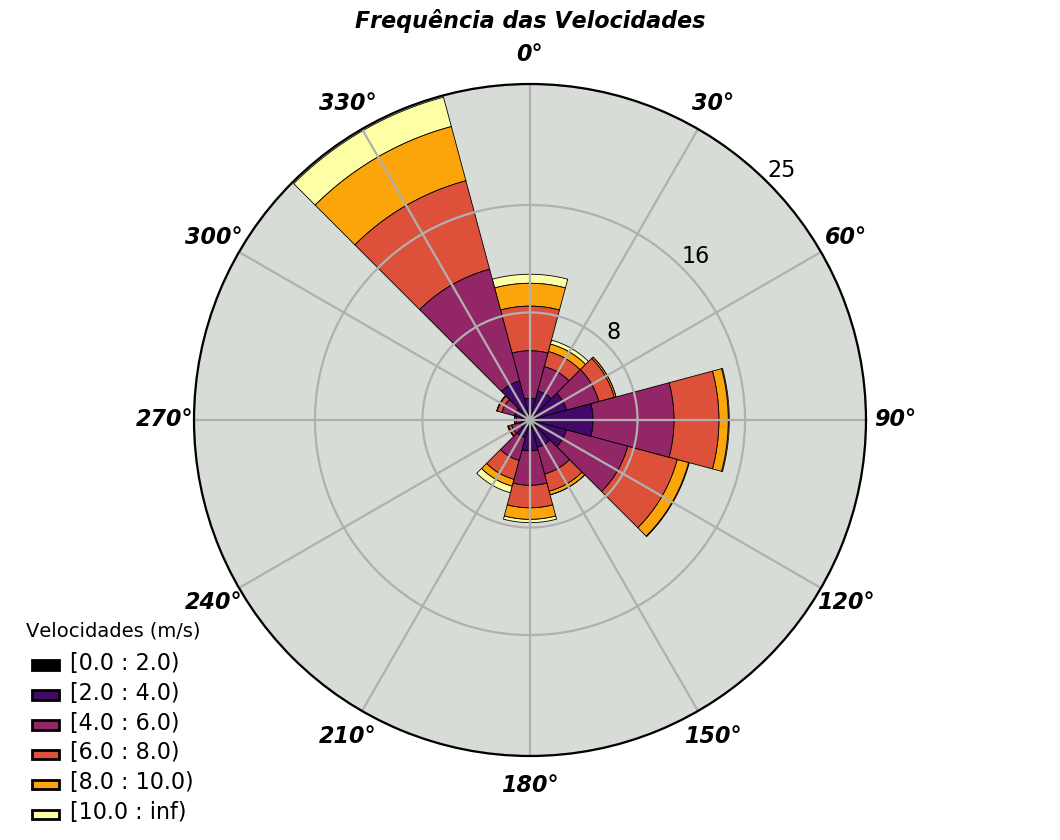 Frequência das Velocidades
0°
330°
30°
25
300°
60°
16
8
270°
90°
240°
120°
210°
150°
180°
Velocidades (m/s)
[0.0 : 2.0)
[2.0 : 4.0)
[4.0 : 6.0)
[6.0 : 8.0)
[8.0 : 10.0)
[10.0 : inf)